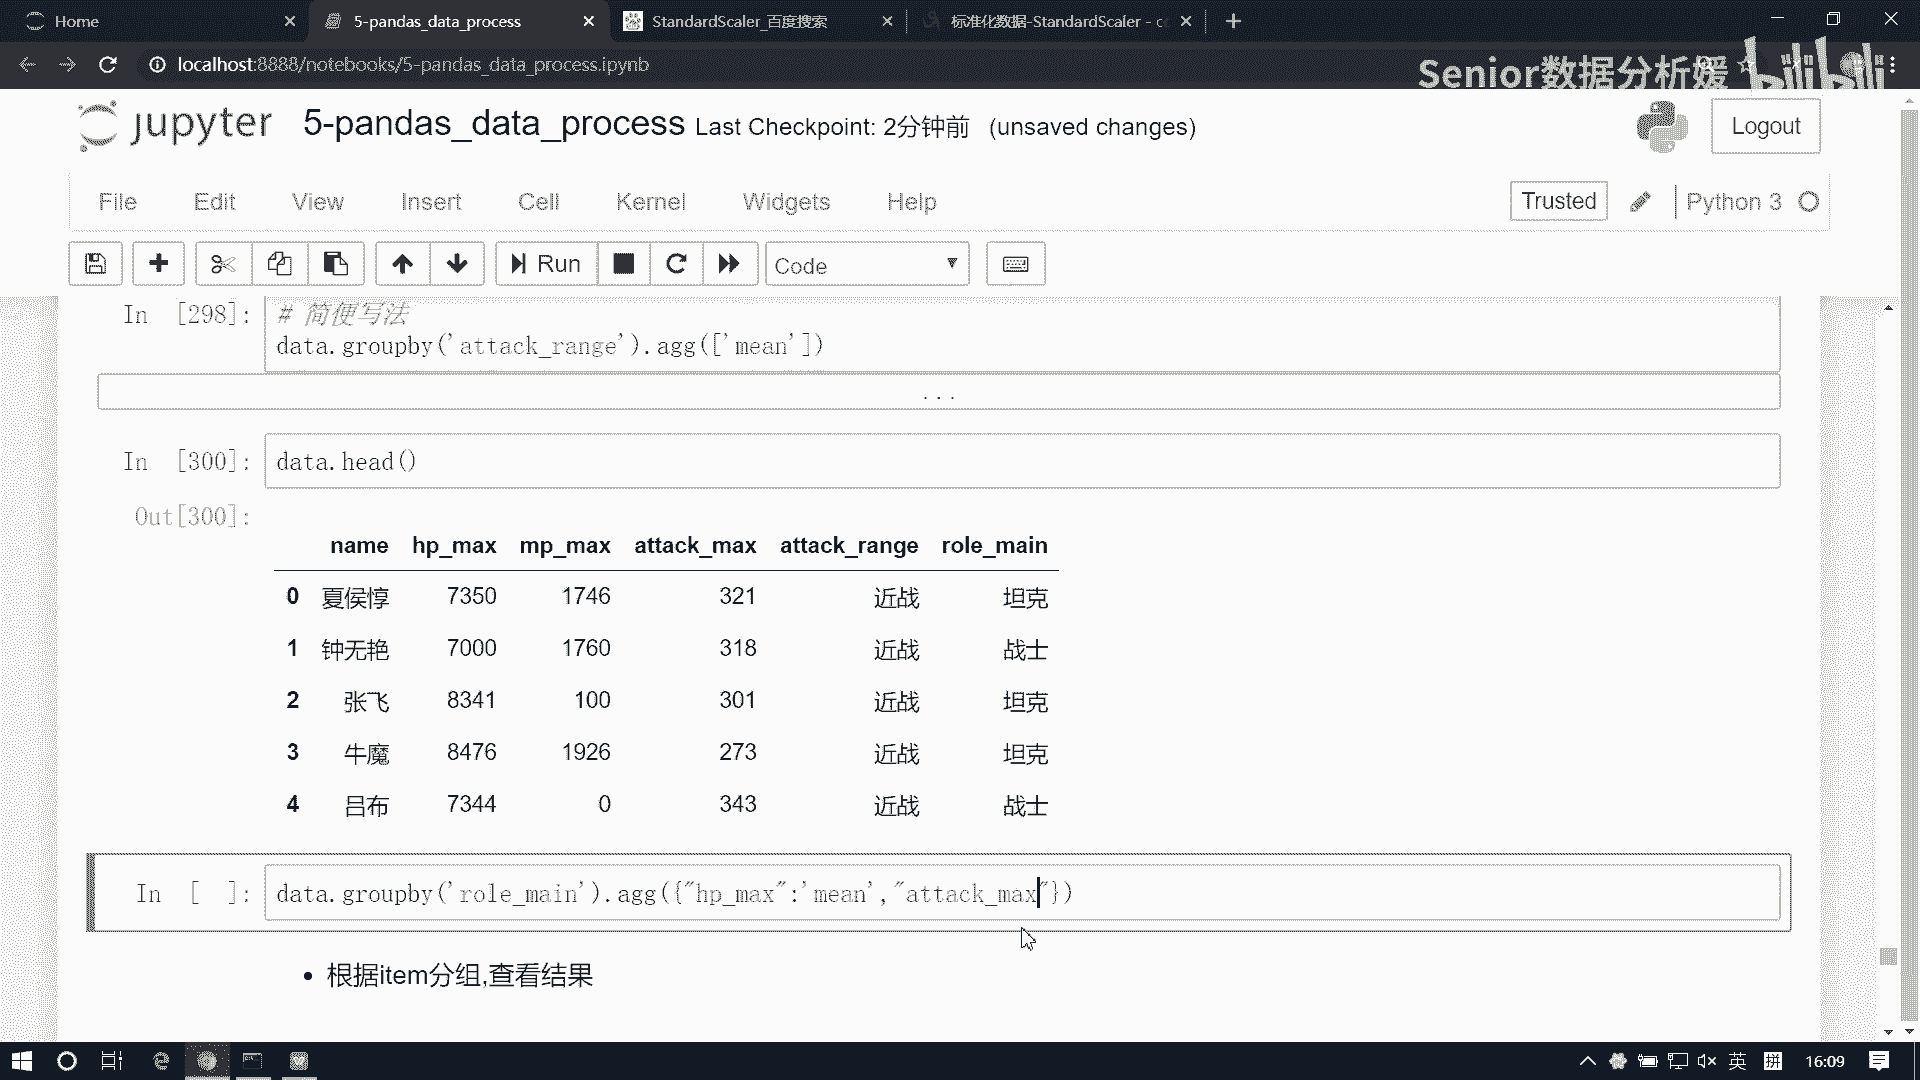 Home
5-pandas_data_process
StandardScaler_百度搜索
标准化数据-StandardScaler - c
localhost:8888/notebooks/5-pandas_data_process.ipynb
Senior数据分析媛 bilibili
jupyter 5-pandas_data_process Last Checkpoint: 2分钟前 (unsaved changes)
Logout
File Edit View Insert Cell Kernel Widgets Help
Trusted Python 3
Run Code
In [298]: # 简便写法
data.groupby('attack_range').agg(['mean'])
...
In [300]: data.head()
Out[300]:
name hp_max mp_max attack_max attack_range role_main
0 夏侯惇 7350 1746 321 近战 坦克
1 钟无艳 7000 1760 318 近战 战士
2 张飞 8341 100 301 近战 坦克
3 牛魔 8476 1926 273 近战 坦克
4 吕布 7344 0 343 近战 战士
In [ ]: data.groupby('role_main').agg({"hp_max":'mean',"attack_max"})
• 根据item分组,查看结果
英 拼 16:09